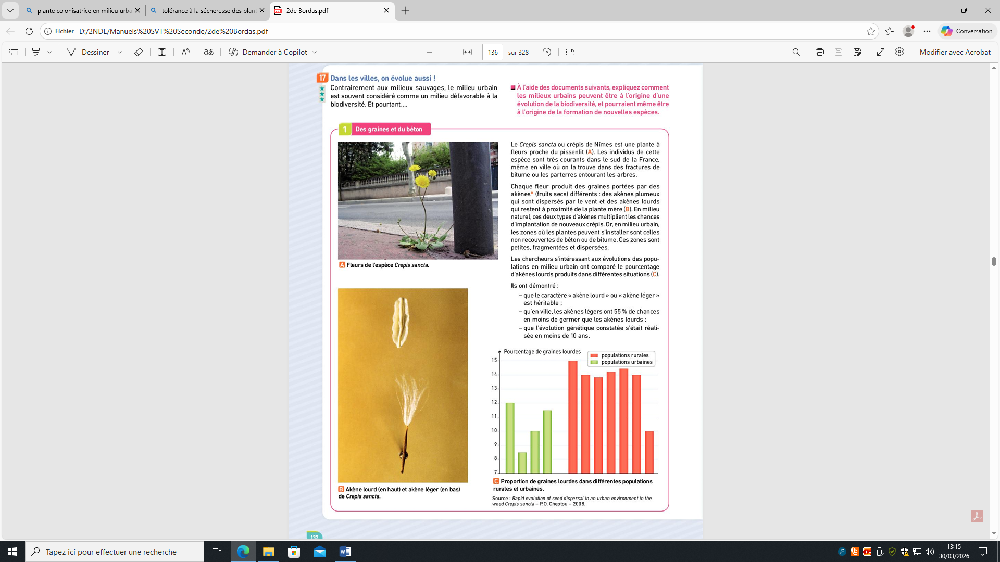 plante colonisatrice en milieu urba
tolérance à la sécheresse des plant
2de Bordas.pdf
Fichier
D:/2NDE/Manuels%20SVT%20Seconde/2de%20Bordas.pdf
Conversation
Dessiner
Demander à Copilot
136
sur 328
Modifier avec Acrobat
17 Dans les villes, on évolue aussi !
Contrairement aux milieux sauvages, le milieu urbain
est souvent considéré comme un milieu défavorable à la
biodiversité. Et pourtant....
À l'aide des documents suivants, expliquez comment
les milieux urbains peuvent être à l'origine d'une
évolution de la biodiversité, et pourraient même être
à l'origine de la formation de nouvelles espèces.
1 Des graines et du béton
A Fleurs de l'espèce Crepis sancta.
B Akène lourd (en haut) et akène léger (en bas)
de Crepis sancta.
Le Crepis sancta ou crépis de Nîmes est une plante à
fleurs proche du pissenlit (A). Les individus de cette
espèce sont très courants dans le sud de la France,
même en ville où on la trouve dans des fractures de
bitume ou les parterres entourant les arbres.
Chaque fleur produit des graines portées par des
akènes* (fruits secs) différents : des akènes plumeux
qui sont dispersés par le vent et des akènes lourds
qui restent à proximité de la plante mère (B). En milieu
naturel, ces deux types d'akènes multiplient les chances
d'implantation de nouveaux crépis. Or, en milieu urbain,
les zones où les plantes peuvent s'installer sont celles
non recouvertes de béton ou de bitume. Ces zones sont
petites, fragmentées et dispersées.
Les chercheurs s'intéressant aux évolutions des popu-
lations en milieu urbain ont comparé le pourcentage
d'akènes lourds produits dans différentes situations (C).
Ils ont démontré :
– que le caractère « akène lourd » ou « akène léger »
est héritable ;
– qu'en ville, les akènes légers ont 55 % de chances
en moins de germer que les akènes lourds ;
– que l'évolution génétique constatée s'était réali-
sée en moins de 10 ans.
Pourcentage de graines lourdes
populations rurales
populations urbaines
15
14
13
12
11
10
9
8
7
C Proportion de graines lourdes dans différentes populations
rurales et urbaines.
Source : Rapid evolution of seed dispersal in an urban environment in the
weed Crepis sancta – P.O. Cheptou – 2008.
132
Tapez ici pour effectuer une recherche
13:15
30/03/2026